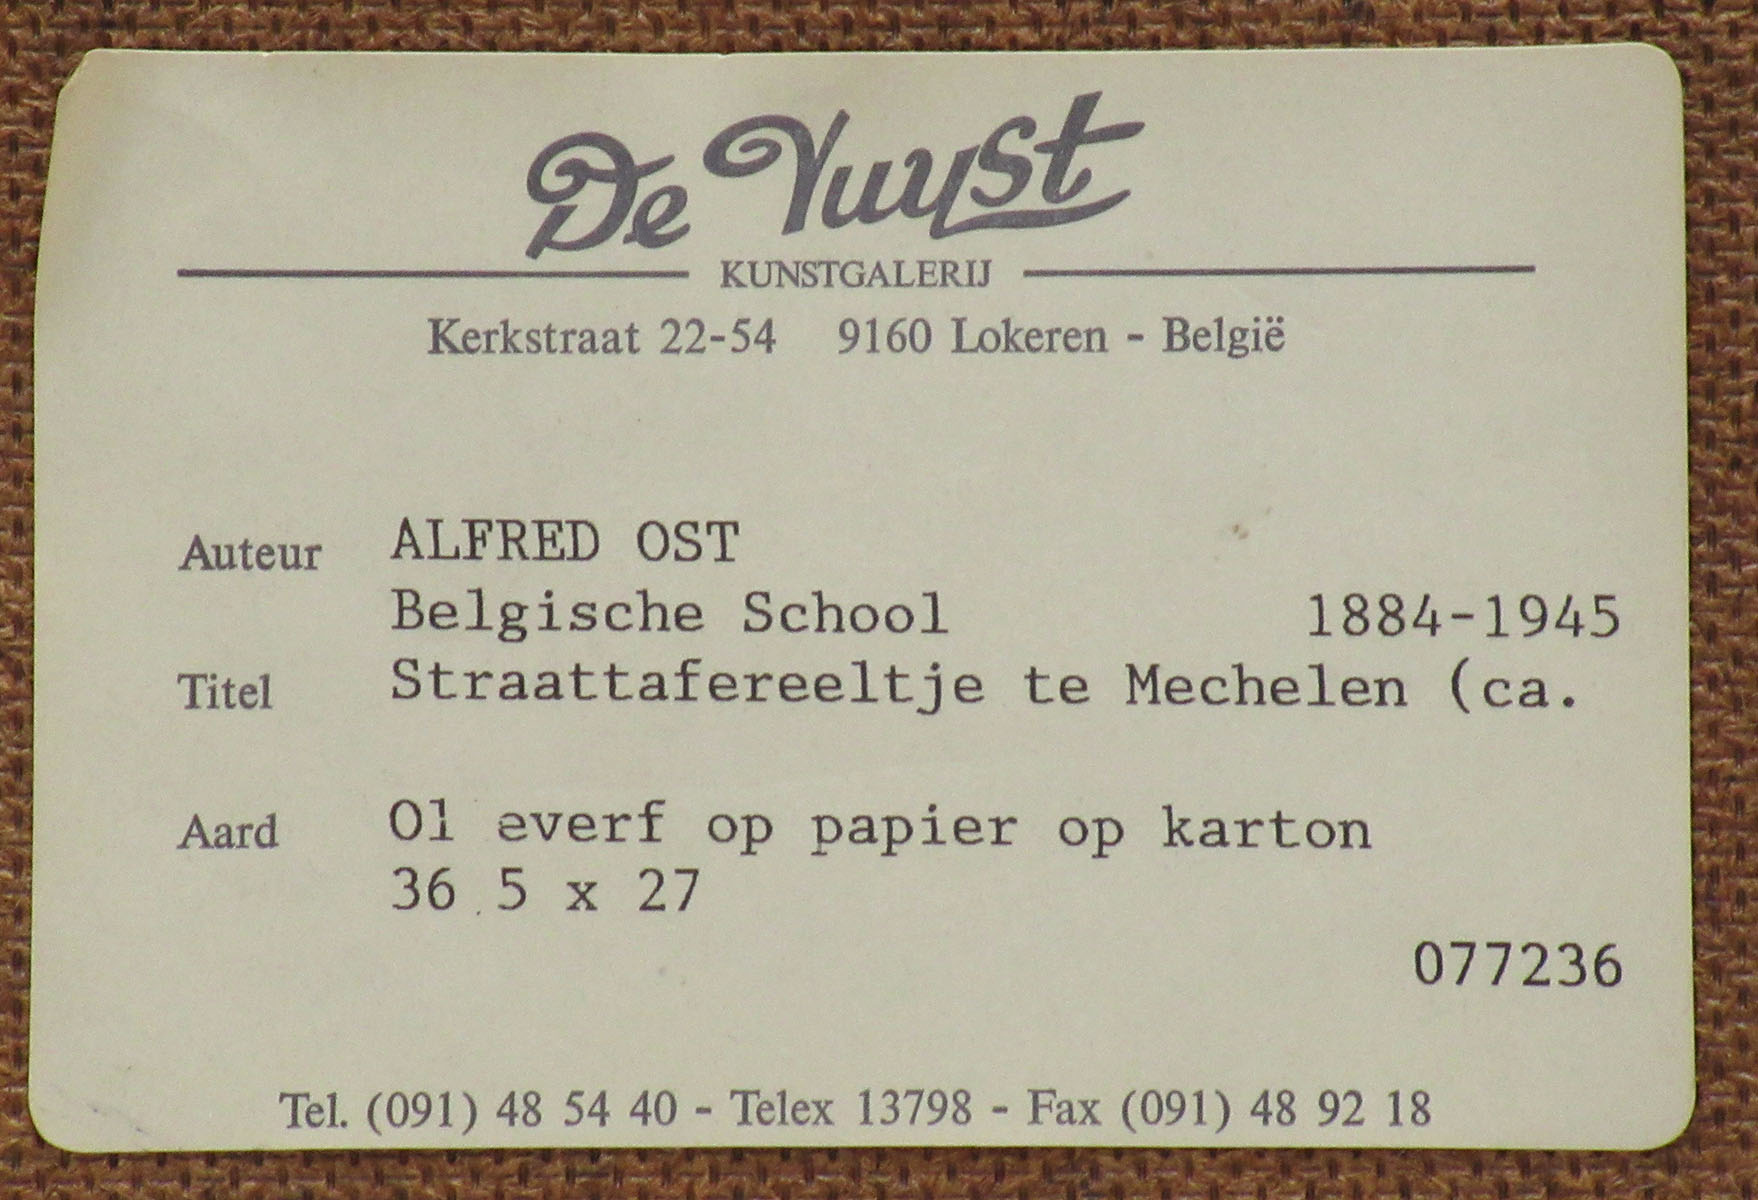 De Vuyst
KUNSTGALERIJ
Kerkstraat 22-54 9160 Lokeren - België
Auteur ALFRED OST
Belgische School 1884-1945
Titel Straattafereeltje te Mechelen (ca.
Aard Ol everf op papier op karton
36.5 x 27
077236
Tel. (091) 48 54 40 - Telex 13798 - Fax (091) 48 92 18